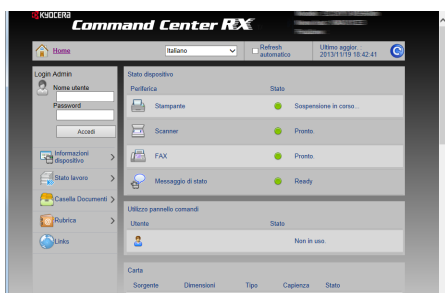 KYOCERA
Command Center RX
Home
Italiano
Refresh
automatico
Ultimo aggior...
2013/11/19 18:42:41
Login Admin
Nome utente
Password
Accedi
Informazioni
dispositivo
Stato lavoro
Casella Documenti
Rubrica
Links
Stato dispositivo
Periferica Stato
Stampante Sospensione in corso...
Scanner Pronto.
FAX Pronto.
Messaggio di stato Ready
Utilizzo pannello comandi
Utente Stato
Non in uso.
Carta
Sorgente Dimensioni Tipo Capienza Stato